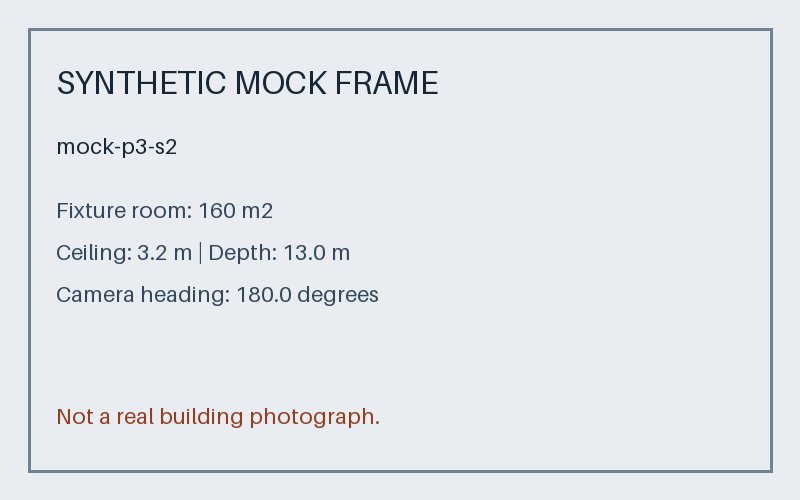 SYNTHETIC MOCK FRAME
mock-p3-s2
Fixture room: 160 m2
Ceiling: 3.2 m | Depth: 13.0 m
Camera heading: 180.0 degrees
Not a real building photograph.